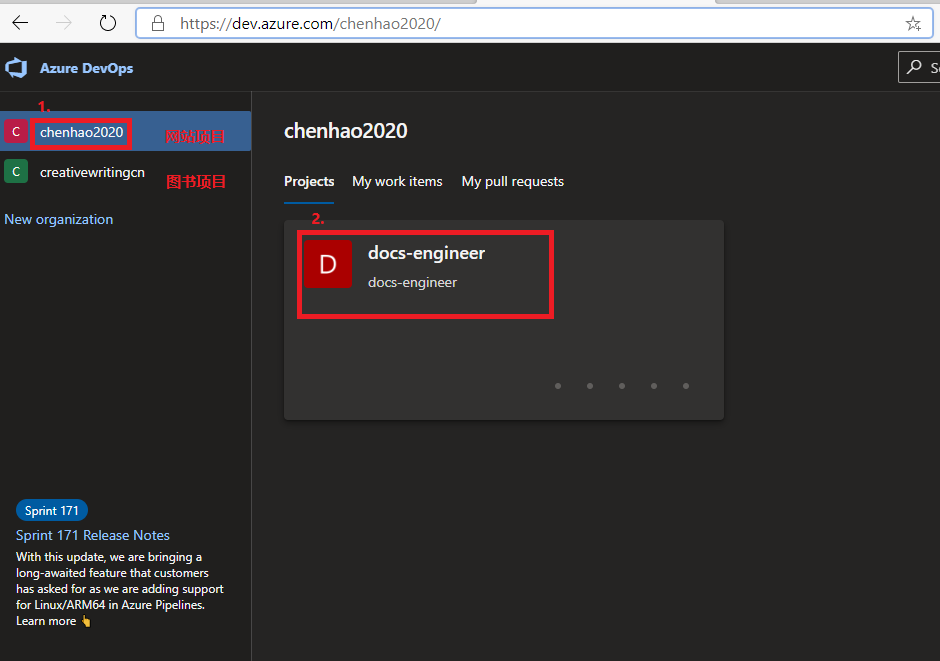 https://dev.azure.com/chenhao2020/
Azure DevOps
Se
1.
C chenhao2020 网站项目
C creativewritingcn 图书项目
New organization
chenhao2020
Projects My work items My pull requests
2.
D docs-engineer
docs-engineer
Sprint 171
Sprint 171 Release Notes
With this update, we are bringing a
long-awaited feature that customers
has asked for as we are adding support
for Linux/ARM64 in Azure Pipelines.
Learn more 👆